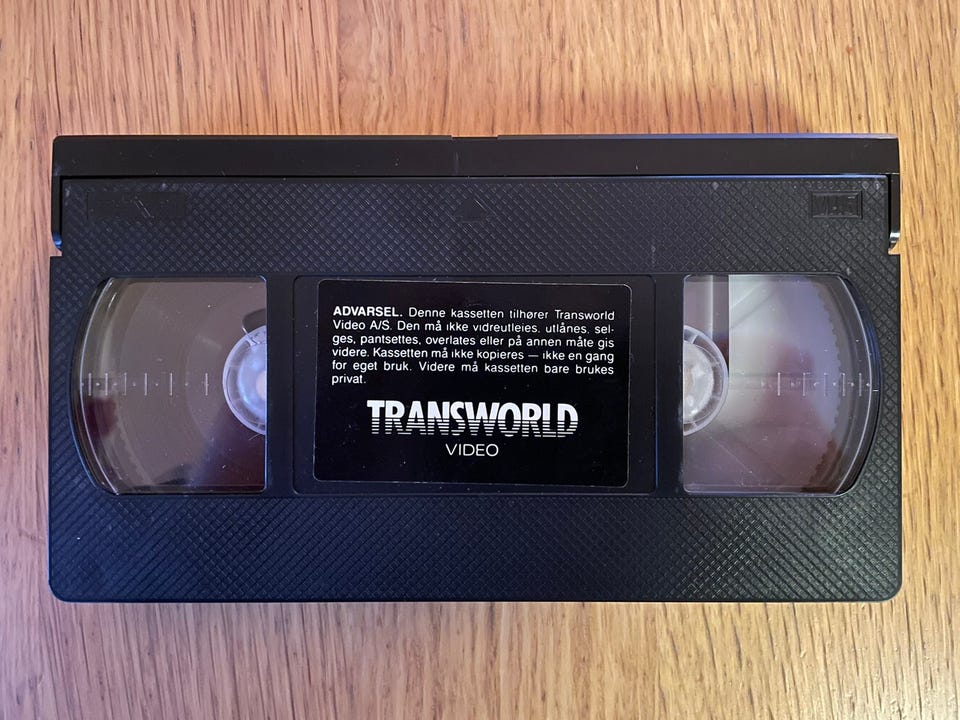 VHS
ADVARSEL. Denne kassetten tilhører Transworld
Video A/S. Den må ikke vidreutleies, utlånes, sel-
ges, pantsettes, overlates eller på annen måte gis
videre. Kassetten må ikke kopieres — ikke en gang
for eget bruk. Videre må kassetten bare brukes
privat.
TRANSWORLD
VIDEO